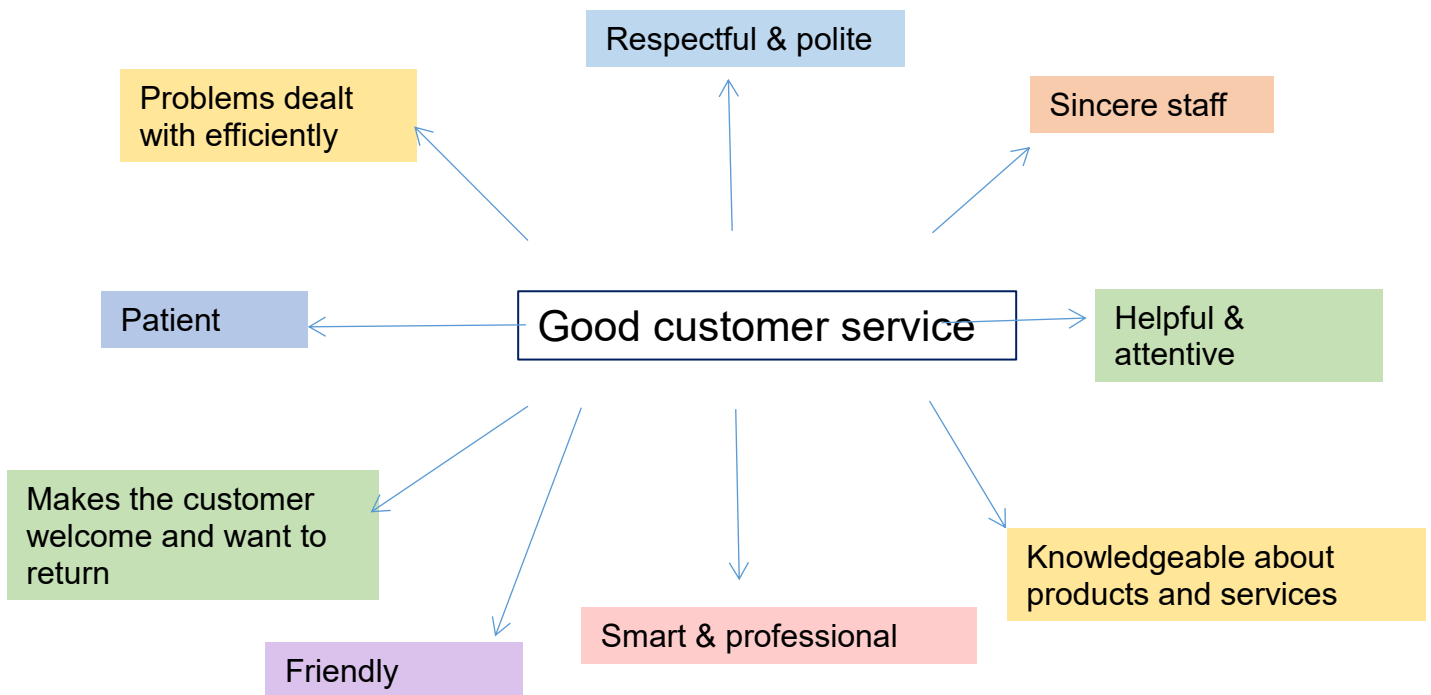 Respectful & polite
Problems dealt
with efficiently
Sincere staff
Patient
Good customer service
Helpful &
attentive
Makes the customer
welcome and want to
return
Knowledgeable about
products and services
Smart & professional
Friendly